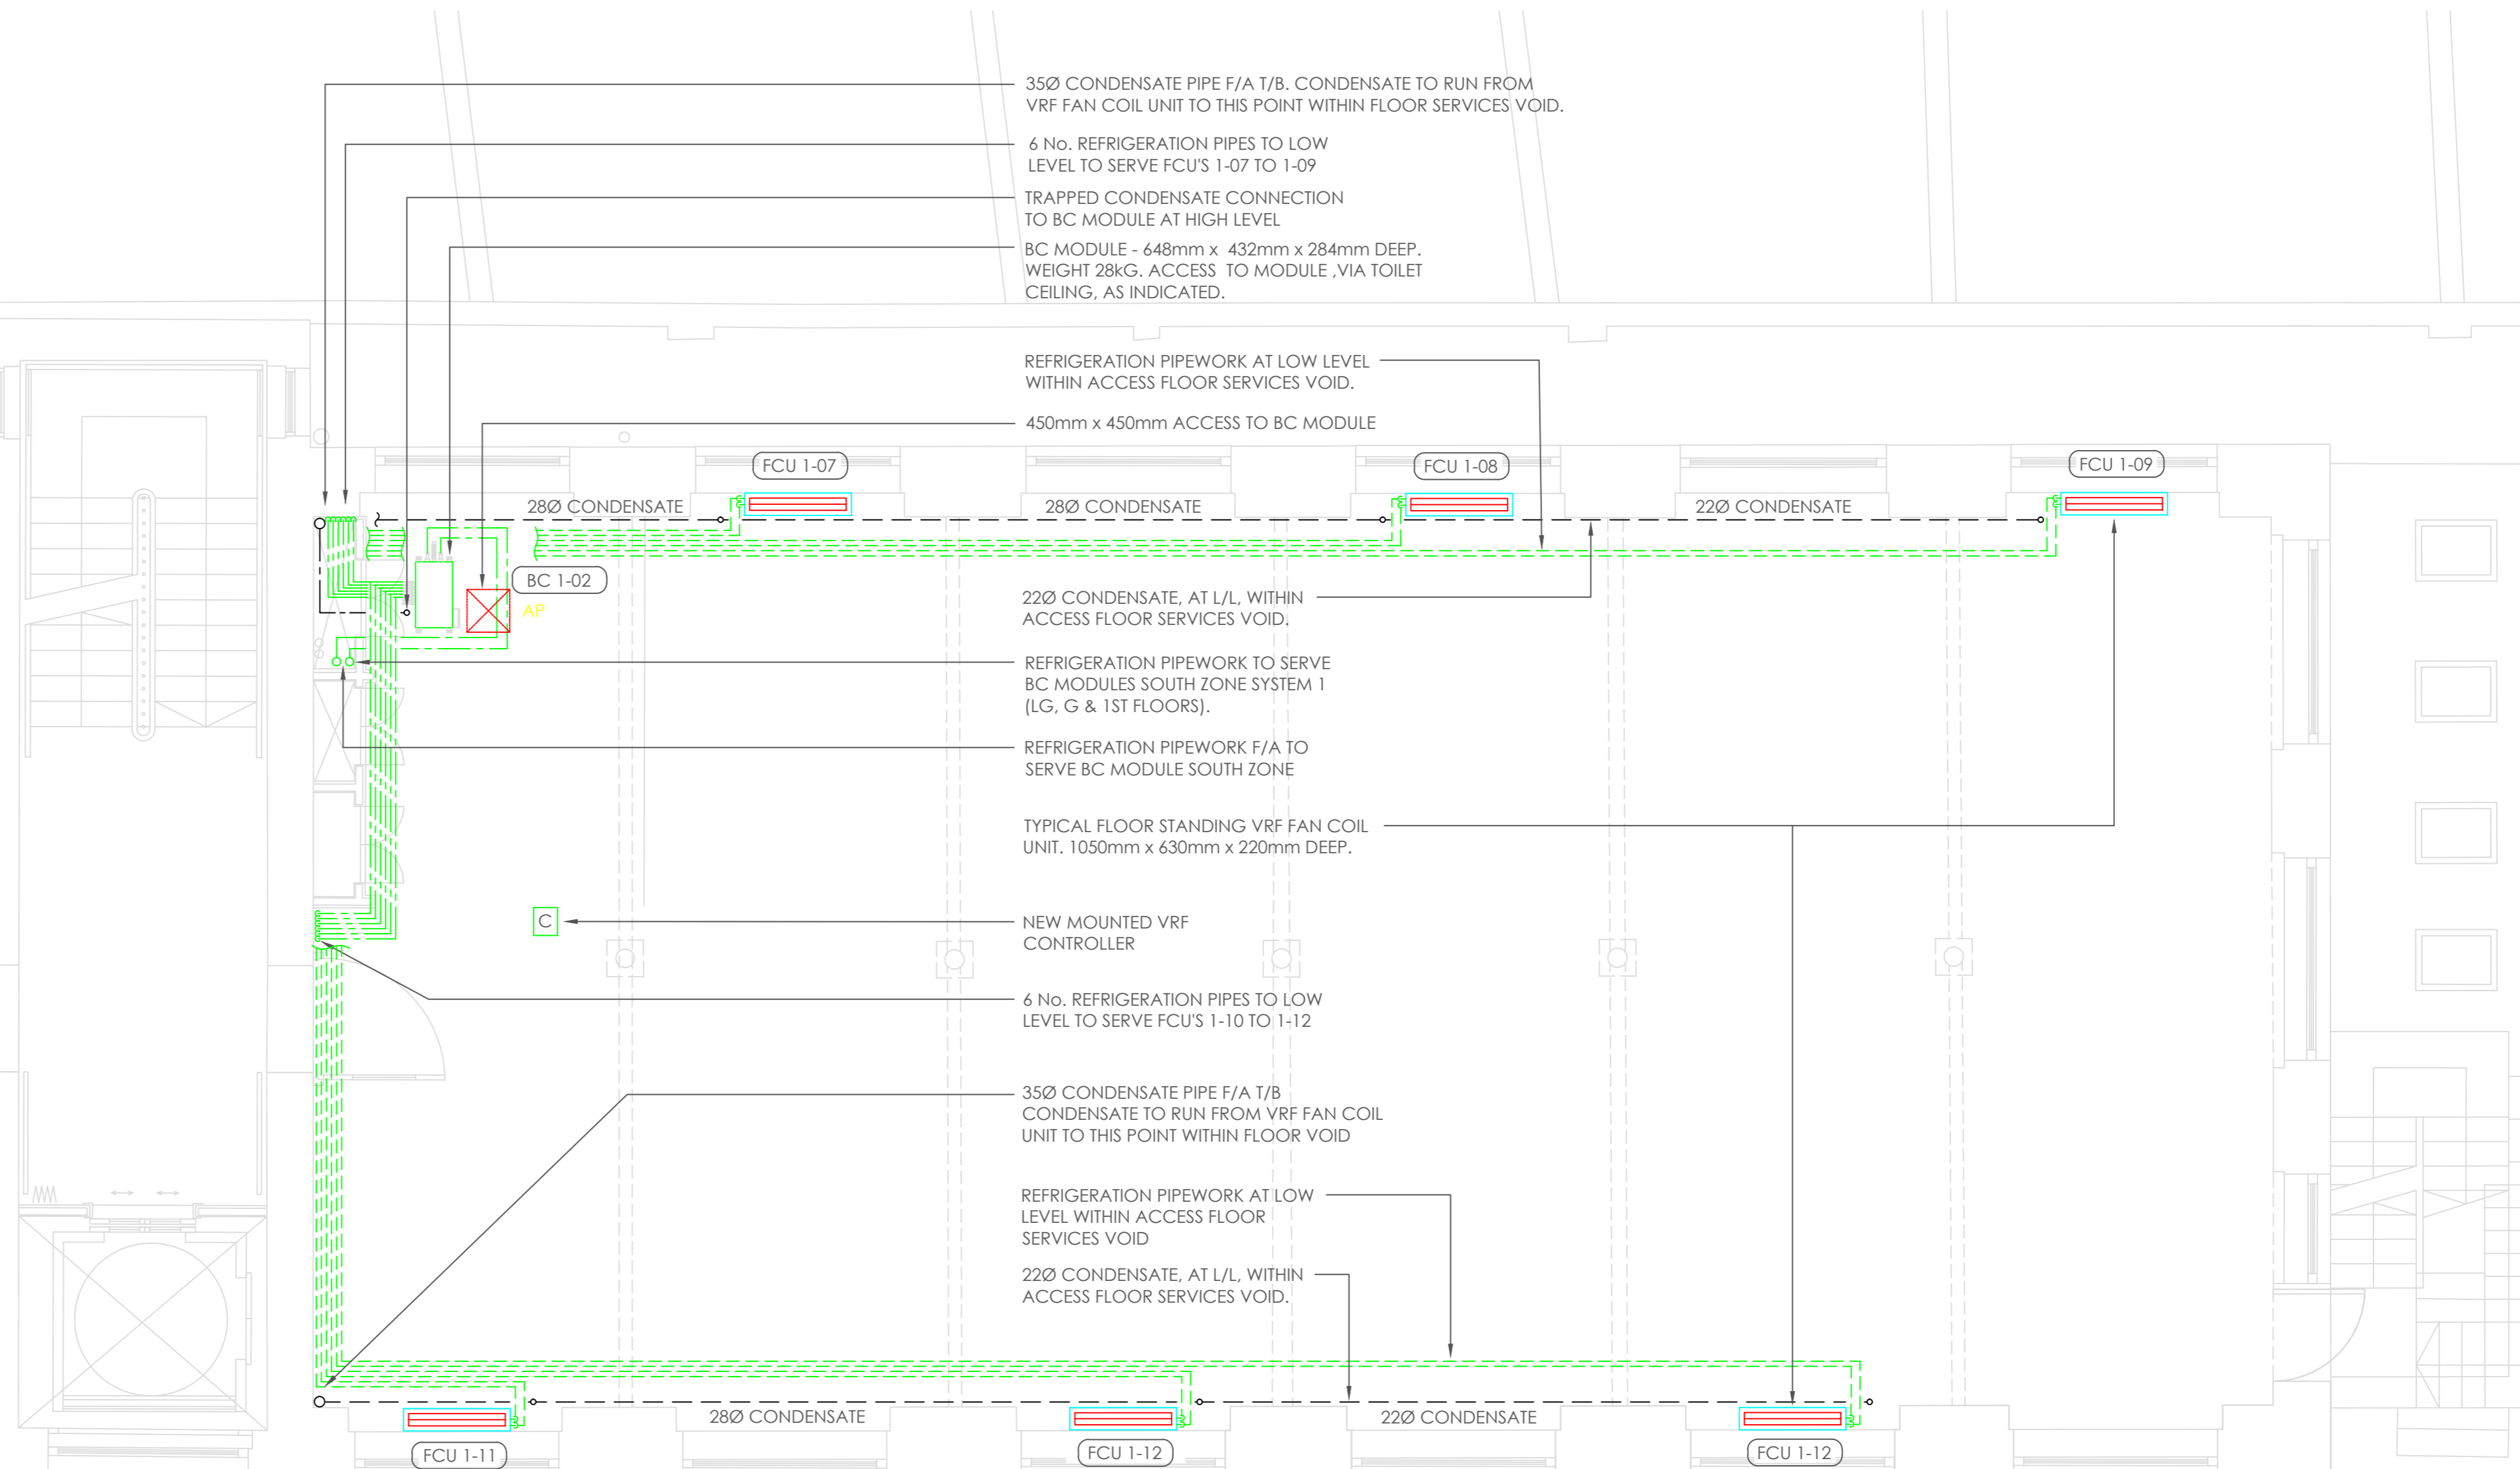 35Ø CONDENSATE PIPE F/A T/B. CONDENSATE TO RUN FROM
VRF FAN COIL UNIT TO THIS POINT WITHIN FLOOR SERVICES VOID.
6 No. REFRIGERATION PIPES TO LOW
LEVEL TO SERVE FCU'S 1-07 TO 1-09
TRAPPED CONDENSATE CONNECTION
TO BC MODULE AT HIGH LEVEL
BC MODULE - 648mm x 432mm x 284mm DEEP.
WEIGHT 28kG. ACCESS TO MODULE ,VIA TOILET
CEILING, AS INDICATED.
REFRIGERATION PIPEWORK AT LOW LEVEL
WITHIN ACCESS FLOOR SERVICES VOID.
450mm x 450mm ACCESS TO BC MODULE
FCU 1-07
FCU 1-08
FCU 1-09
28Ø CONDENSATE
28Ø CONDENSATE
22Ø CONDENSATE
BC 1-02
AP
22Ø CONDENSATE, AT L/L, WITHIN
ACCESS FLOOR SERVICES VOID.
REFRIGERATION PIPEWORK TO SERVE
BC MODULES SOUTH ZONE SYSTEM 1
(LG, G & 1ST FLOORS).
REFRIGERATION PIPEWORK F/A TO
SERVE BC MODULE SOUTH ZONE
TYPICAL FLOOR STANDING VRF FAN COIL
UNIT. 1050mm x 630mm x 220mm DEEP.
C
NEW MOUNTED VRF
CONTROLLER
6 No. REFRIGERATION PIPES TO LOW
LEVEL TO SERVE FCU'S 1-10 TO 1-12
35Ø CONDENSATE PIPE F/A T/B
CONDENSATE TO RUN FROM VRF FAN COIL
UNIT TO THIS POINT WITHIN FLOOR VOID
REFRIGERATION PIPEWORK AT LOW
LEVEL WITHIN ACCESS FLOOR
SERVICES VOID
22Ø CONDENSATE, AT L/L, WITHIN
ACCESS FLOOR SERVICES VOID.
28Ø CONDENSATE
22Ø CONDENSATE
FCU 1-11
FCU 1-12
FCU 1-12